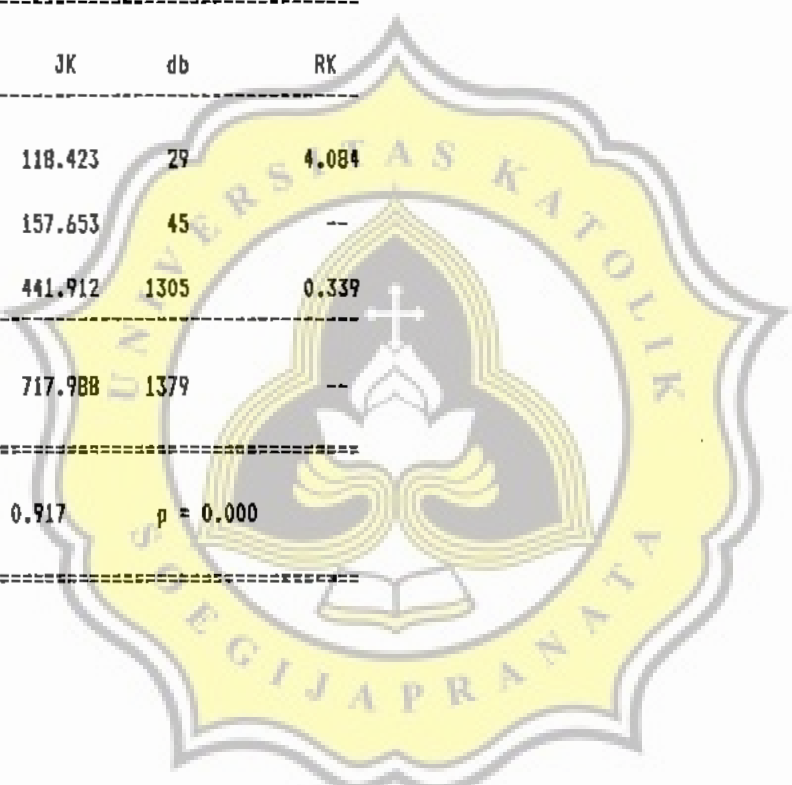 JK db RK
118.423 29 4.084
157.653 45 --
441.912 1305 0.339
717.988 1379 --
0.917 p = 0.000
UNIVERSITAS KATOLIK
SOEGIJAPRANATA